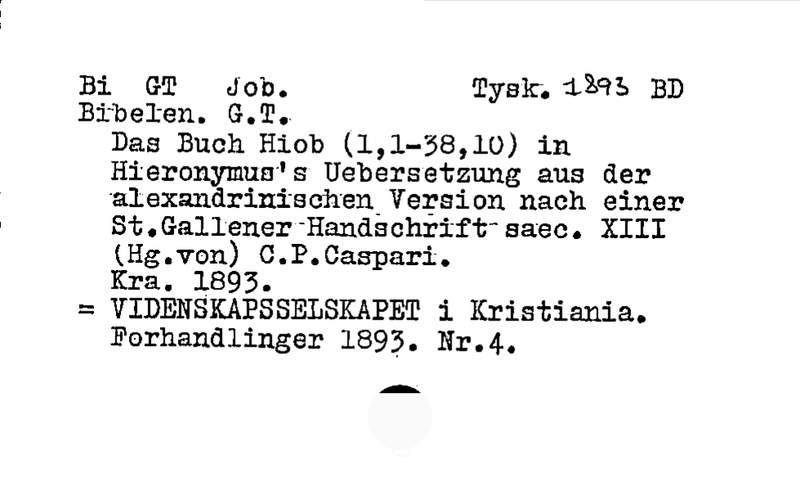 Bi GT Job. Tysk. 1893 BD
Bibelen. G.T.
Das Buch Hiob (1,1-38,10) in
Hieronymus's Uebersetzung aus der
alexandrinischen Version nach einer
St.Gallener Handschrift saec. XIII
(Hg.von) C.P.Caspari.
Kra. 1893.
= VIDENSKAPSSELSKAPET i Kristiania.
Forhandlinger 1893. Nr.4.